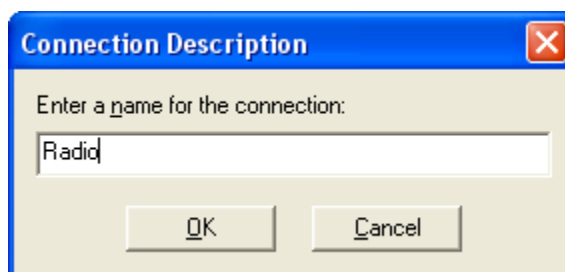 Connection Description
Enter a name for the connection:
Radio
OK
Cancel